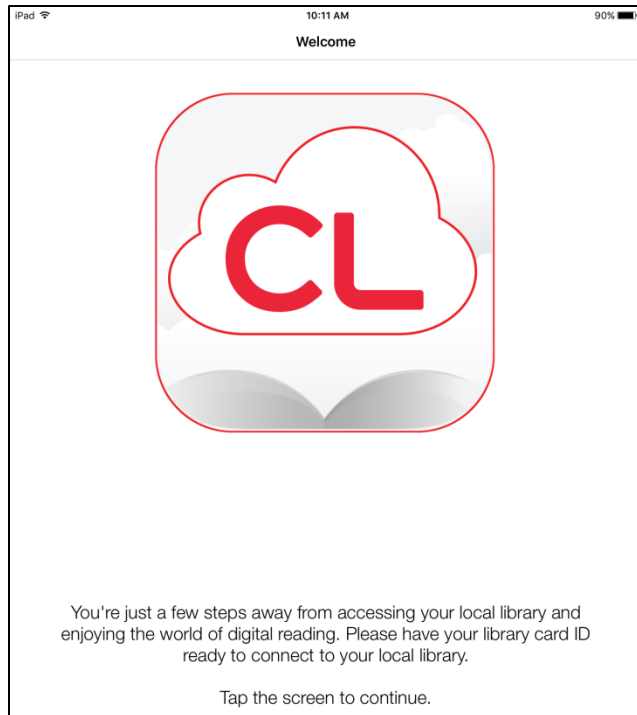 iPad 10:11 AM 90%
Welcome
CL
You're just a few steps away from accessing your local library and
enjoying the world of digital reading. Please have your library card ID
ready to connect to your local library.
Tap the screen to continue.